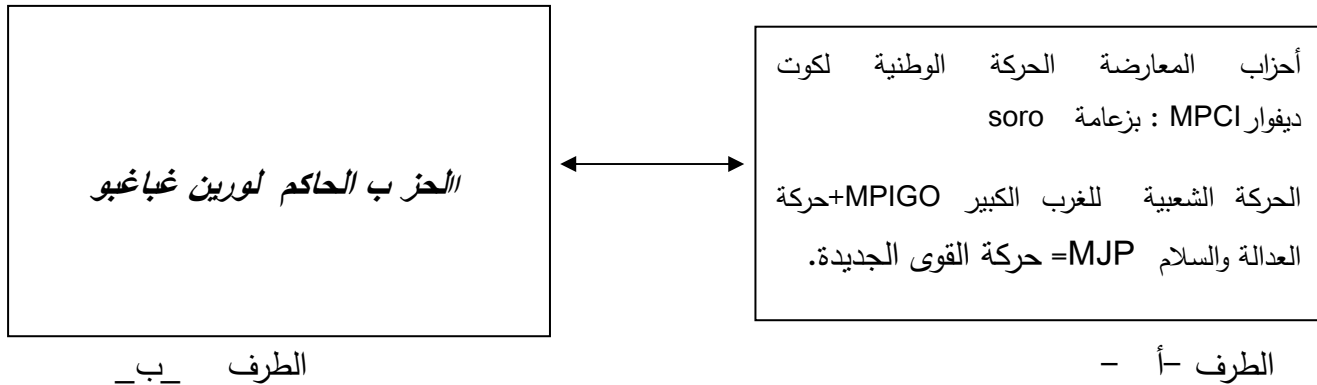 أحزاب المعارضة الحركة الوطنية لكوت
ديفوار MPCI : بزعامة soro
الحركة الشعبية للغرب الكبير MPIGO+حركة
العدالة والسلام MJP= حركة القوى الجديدة.
االحز ب الحاكم لورين غباغبو
الطرف –أ –
الطرف _ب_